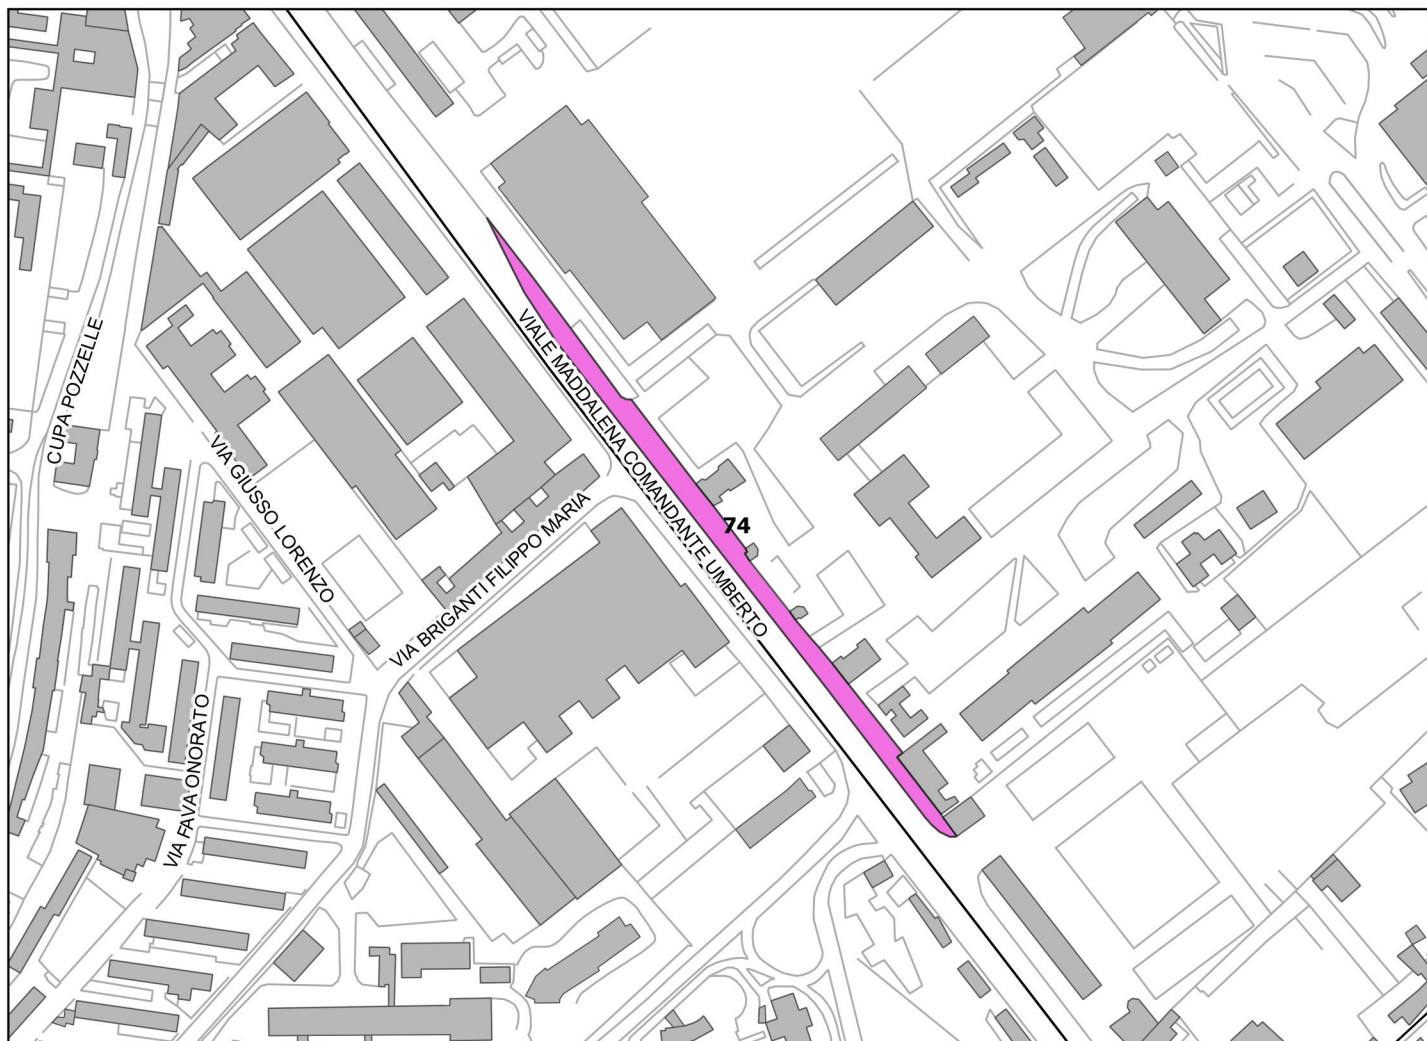 CUPA POZZELLE
VIA GIUSSO LORENZO
VIALE MADDALENA COMANDANTE UMBERTO
74
VIA BRIGANTI FILIPPO MARIA
VIA FAVA ONORATO